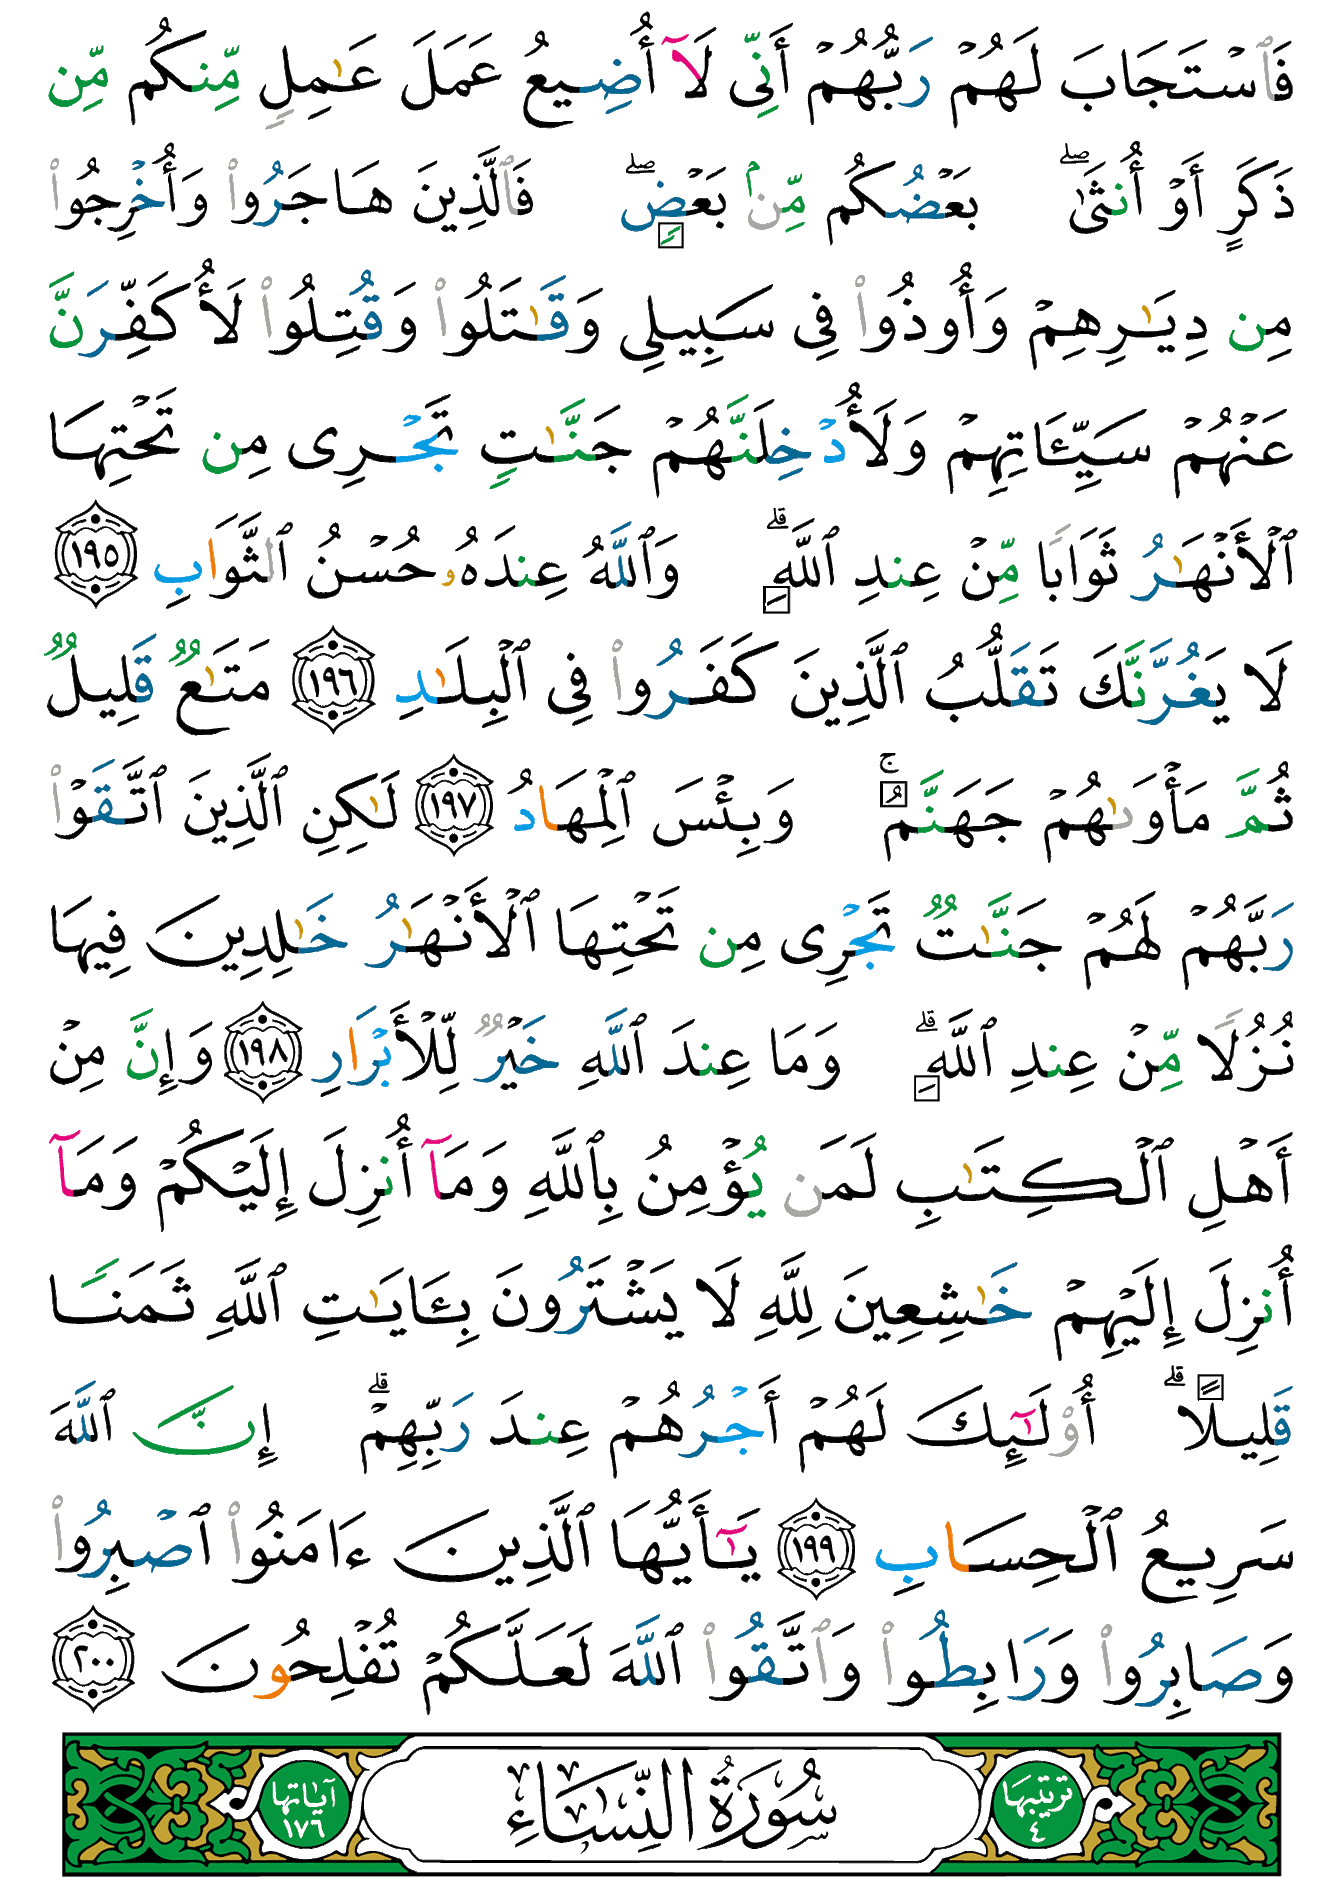 فَٱسۡتَجَابَ لَهُمۡ رَبُّهُمۡ أَنِّي لَآ أُضِيعُ عَمَلَ عَٰمِلٖ مِّنكُم مِّن
ذَكَرٍ أَوۡ أُنثَىٰۖ بَعۡضُكُم مِّنۢ بَعۡضٖۖ فَٱلَّذِينَ هَاجَرُواْ وَأُخۡرِجُواْ
مِن دِيَٰرِهِمۡ وَأُوذُواْ فِي سَبِيلِي وَقَٰتَلُواْ وَقُتِلُواْ لَأُكَفِّرَنَّ
عَنۡهُمۡ سَيِّـَٔاتِهِمۡ وَلَأُدۡخِلَنَّهُمۡ جَنَّٰتٖ تَجۡرِي مِن تَحۡتِهَا
ٱلۡأَنۡهَٰرُ ثَوَابٗا مِّنۡ عِندِ ٱللَّهِۚ وَٱللَّهُ عِندَهُۥ حُسۡنُ ٱلثَّوَابِ ١٩٥
لَا يَغُرَّنَّكَ تَقَلُّبُ ٱلَّذِينَ كَفَرُواْ فِي ٱلۡبِلَٰدِ ١٩٦ مَتَٰعٞ قَلِيلٞ
ثُمَّ مَأۡوَىٰهُمۡ جَهَنَّمُۚ وَبِئۡسَ ٱلۡمِهَادُ ١٩٧ لَٰكِنِ ٱلَّذِينَ ٱتَّقَوۡاْ
رَبَّهُمۡ لَهُمۡ جَنَّٰتٞ تَجۡرِي مِن تَحۡتِهَا ٱلۡأَنۡهَٰرُ خَٰلِدِينَ فِيهَا
نُزُلٗا مِّنۡ عِندِ ٱللَّهِۗ وَمَا عِندَ ٱللَّهِ خَيۡرٞ لِّلۡأَبۡرَارِ ١٩٨ وَإِنَّ مِنۡ
أَهۡلِ ٱلۡكِتَٰبِ لَمَن يُؤۡمِنُ بِٱللَّهِ وَمَآ أُنزِلَ إِلَيۡكُمۡ وَمَآ
أُنزِلَ إِلَيۡهِمۡ خَٰشِعِينَ لِلَّهِ لَا يَشۡتَرُونَ بِـَٔايَٰتِ ٱللَّهِ ثَمَنٗا
قَلِيلًاۗ أُوْلَٰٓئِكَ لَهُمۡ أَجۡرُهُمۡ عِندَ رَبِّهِمۡۗ إِنَّ ٱللَّهَ
سَرِيعُ ٱلۡحِسَابِ ١٩٩ يَٰٓأَيُّهَا ٱلَّذِينَ ءَامَنُواْ ٱصۡبِرُواْ
وَصَابِرُواْ وَرَابِطُواْ وَٱتَّقُواْ ٱللَّهَ لَعَلَّكُمۡ تُفۡلِحُونَ ٢٠٠
ترتيبها ٤ سُورَةُ النِّسَاءِ آياتها ١٧٦